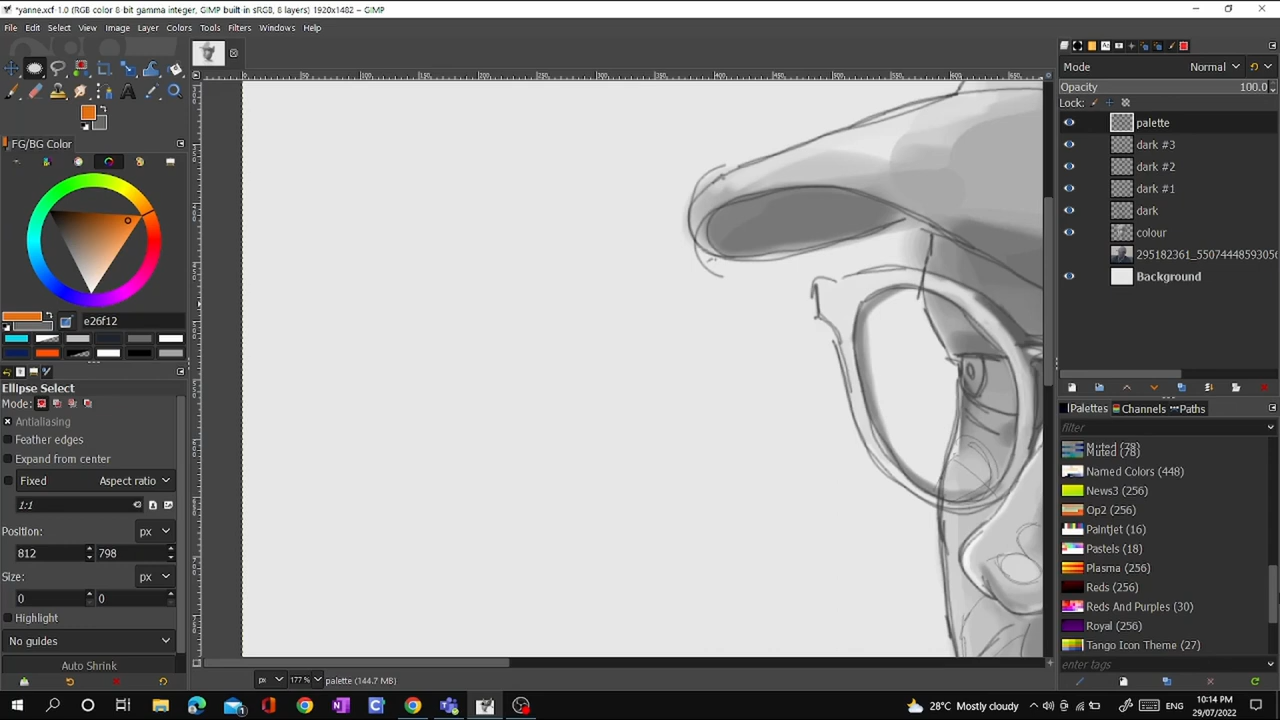 *yanne.xcf-1.0 (RGB color 8-bit gamma integer, GIMP built in sRGB, 8 layers) 1920x1482 – GIMP
File Edit Select View Image Layer Colors Tools Filters Windows Help
Mode Normal
Opacity 100.0
Lock:
FG/BG Color
palette
dark #3
dark #2
dark #1
dark
colour
295182361_5507444859305
Background
e26f12
Ellipse Select
Mode:
Antialiasing
Feather edges
Expand from center
Fixed Aspect ratio
1:1
Position: px
812 798
Size: px
0 0
Highlight
No guides
Auto Shrink
Palettes Channels Paths
filter
Muted (78)
Named Colors (448)
News3 (256)
Op2 (256)
PaintJet (16)
Pastels (18)
Plasma (256)
Reds (256)
Reds And Purples (30)
Royal (256)
Tango Icon Theme (27)
enter tags
px 177 % palette (144.7 MB)
28°C Mostly cloudy ENG 10:14 PM
29/07/2022